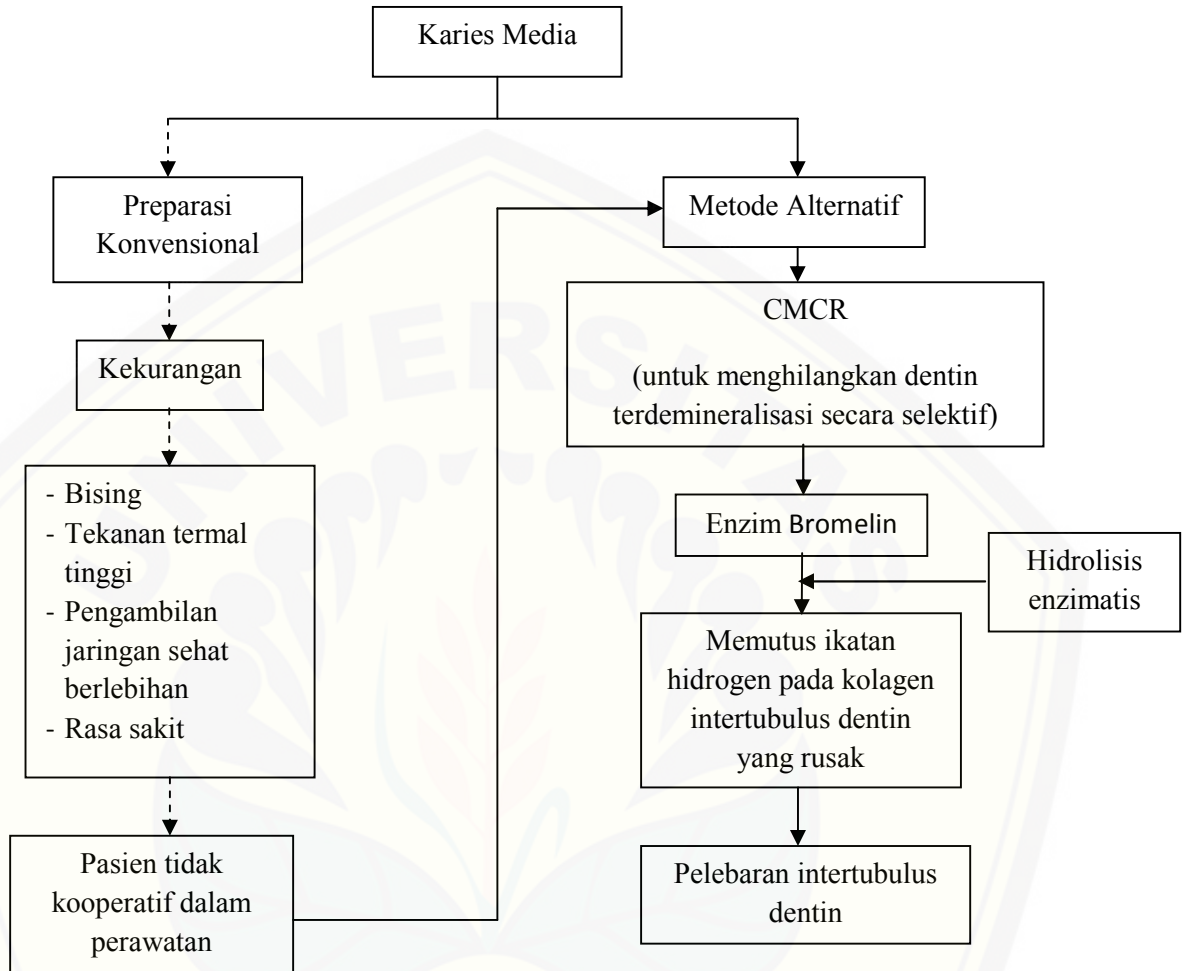 Karies Media
Preparasi
Konvensional
Kekurangan
- Bising
- Tekanan termal
tinggi
- Pengambilan
jaringan sehat
berlebihan
- Rasa sakit
Pasien tidak
kooperatif dalam
perawatan
Metode Alternatif
CMCR
(untuk menghilangkan dentin
terdemineralisasi secara selektif)
Enzim Bromelin
Hidrolisis
enzimatis
Memutus ikatan
hidrogen pada kolagen
intertubulus dentin
yang rusak
Pelebaran intertubulus
dentin
UNIVERSITAS